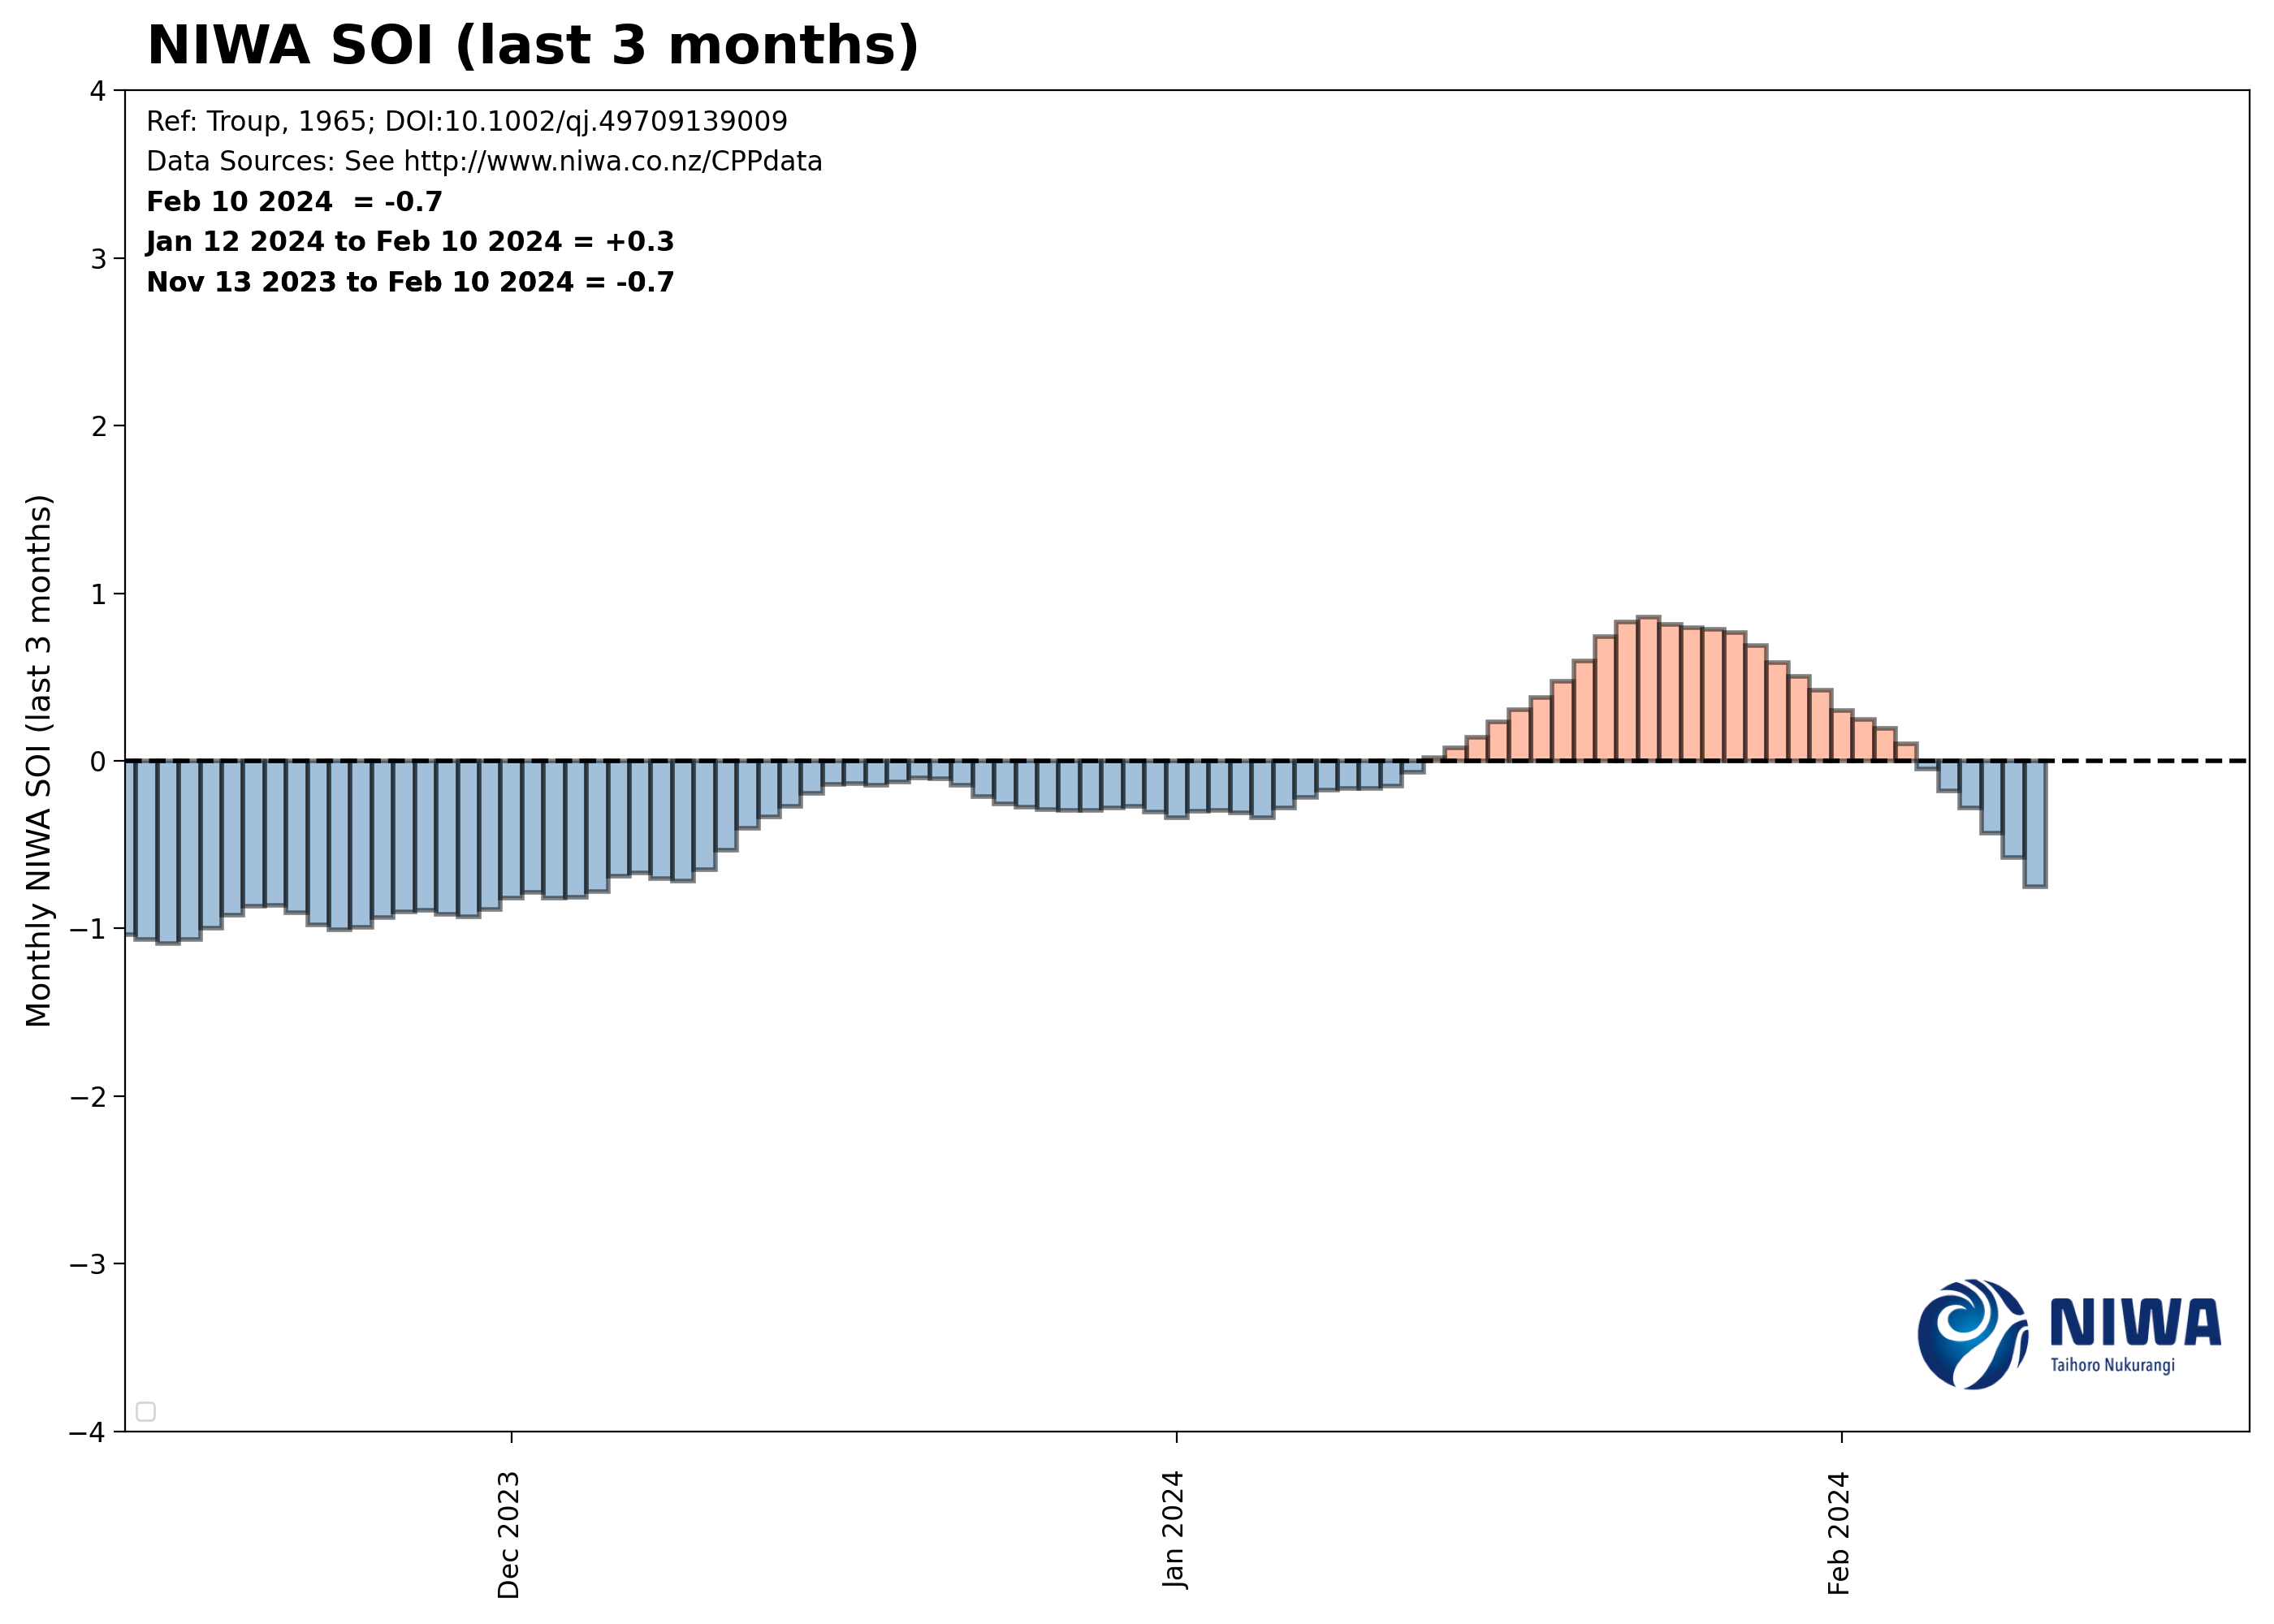 NIWA SOI (last 3 months)
Ref: Troup, 1965; DOI:10.1002/qj.49709139009
Data Sources: See http://www.niwa.co.nz/CPPdata
Feb 10 2024  = -0.7
Jan 12 2024 to Feb 10 2024 = +0.3
Nov 13 2023 to Feb 10 2024 = -0.7
Monthly NIWA SOI (last 3 months)
4
3
2
1
0
−1
−2
−3
−4
Dec 2023
Jan 2024
Feb 2024
NIWA
Taihoro Nukurangi